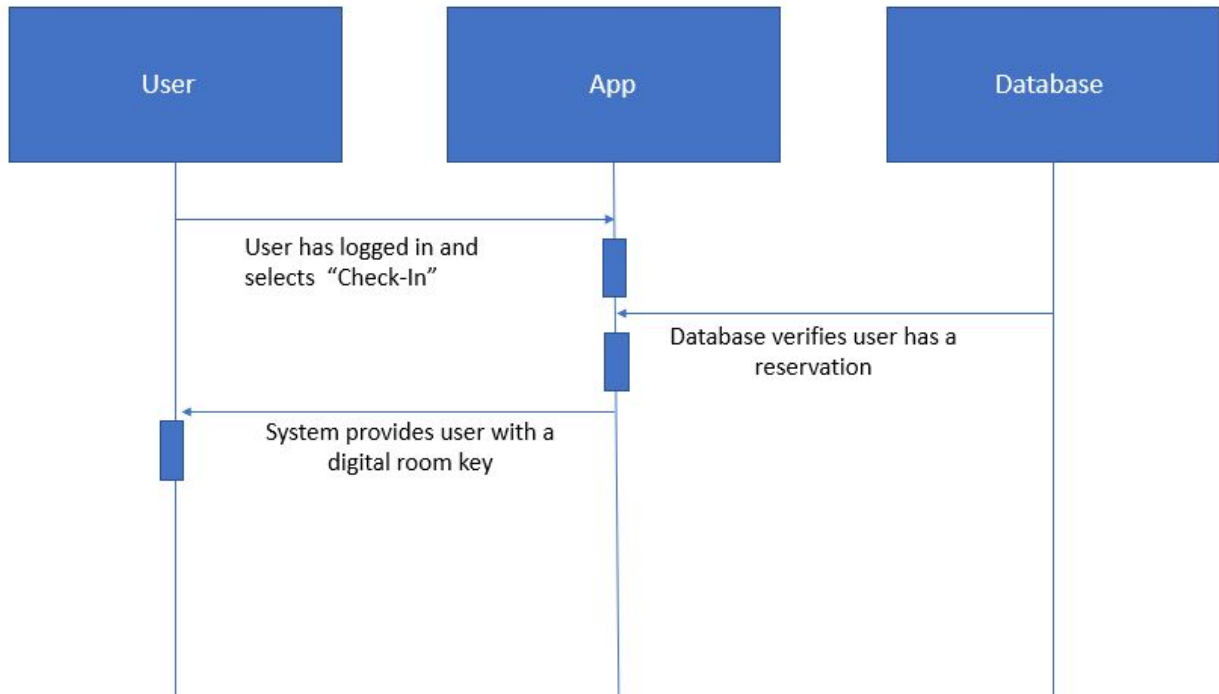 User
App
Database
User has logged in and
selects  “Check-In”
Database verifies user has a
reservation
System provides user with a
digital room key